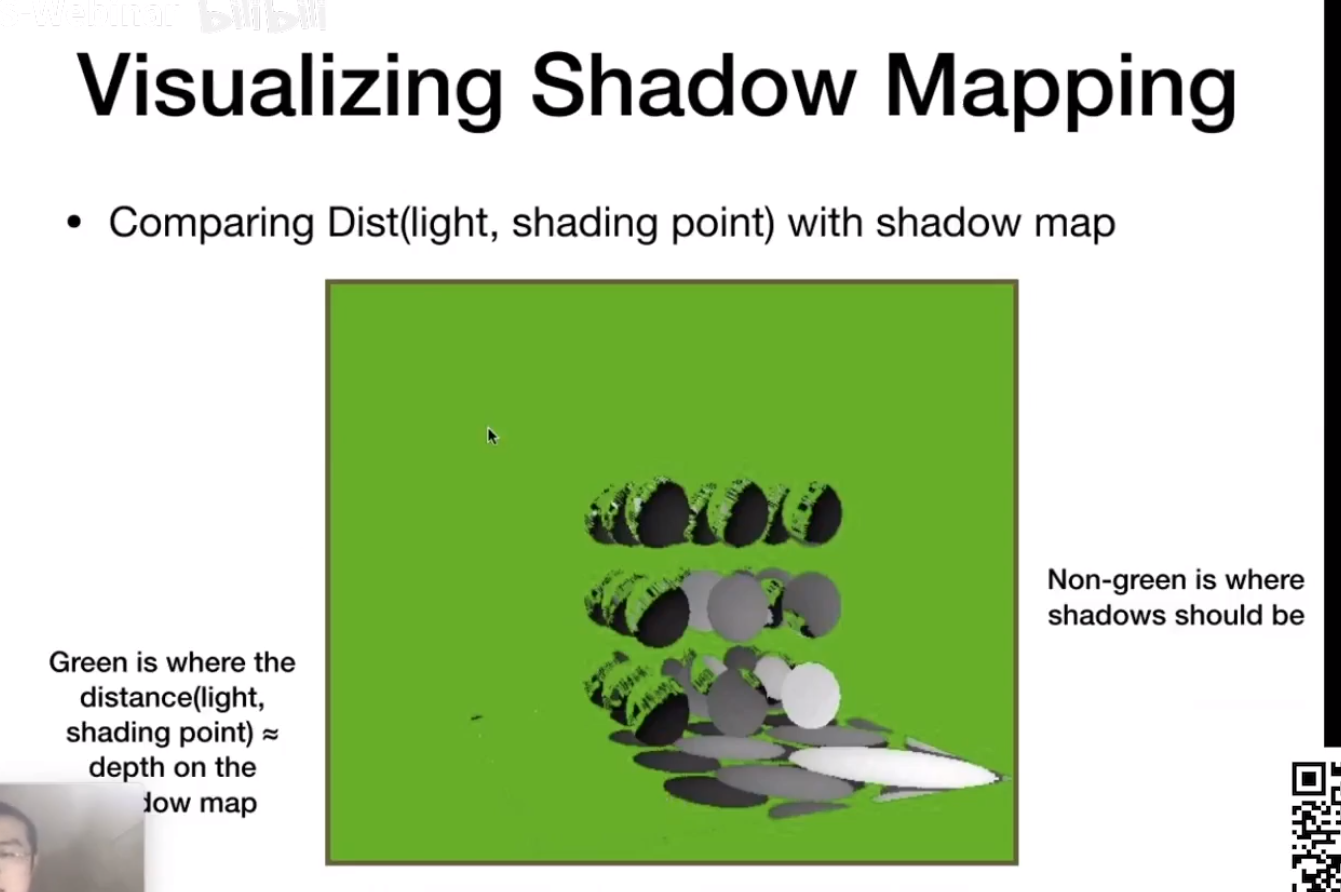 s-Webinar bilibili
Visualizing Shadow Mapping
• Comparing Dist(light, shading point) with shadow map
Non-green is where
shadows should be
Green is where the
distance(light,
shading point) ≈
depth on the
dow map